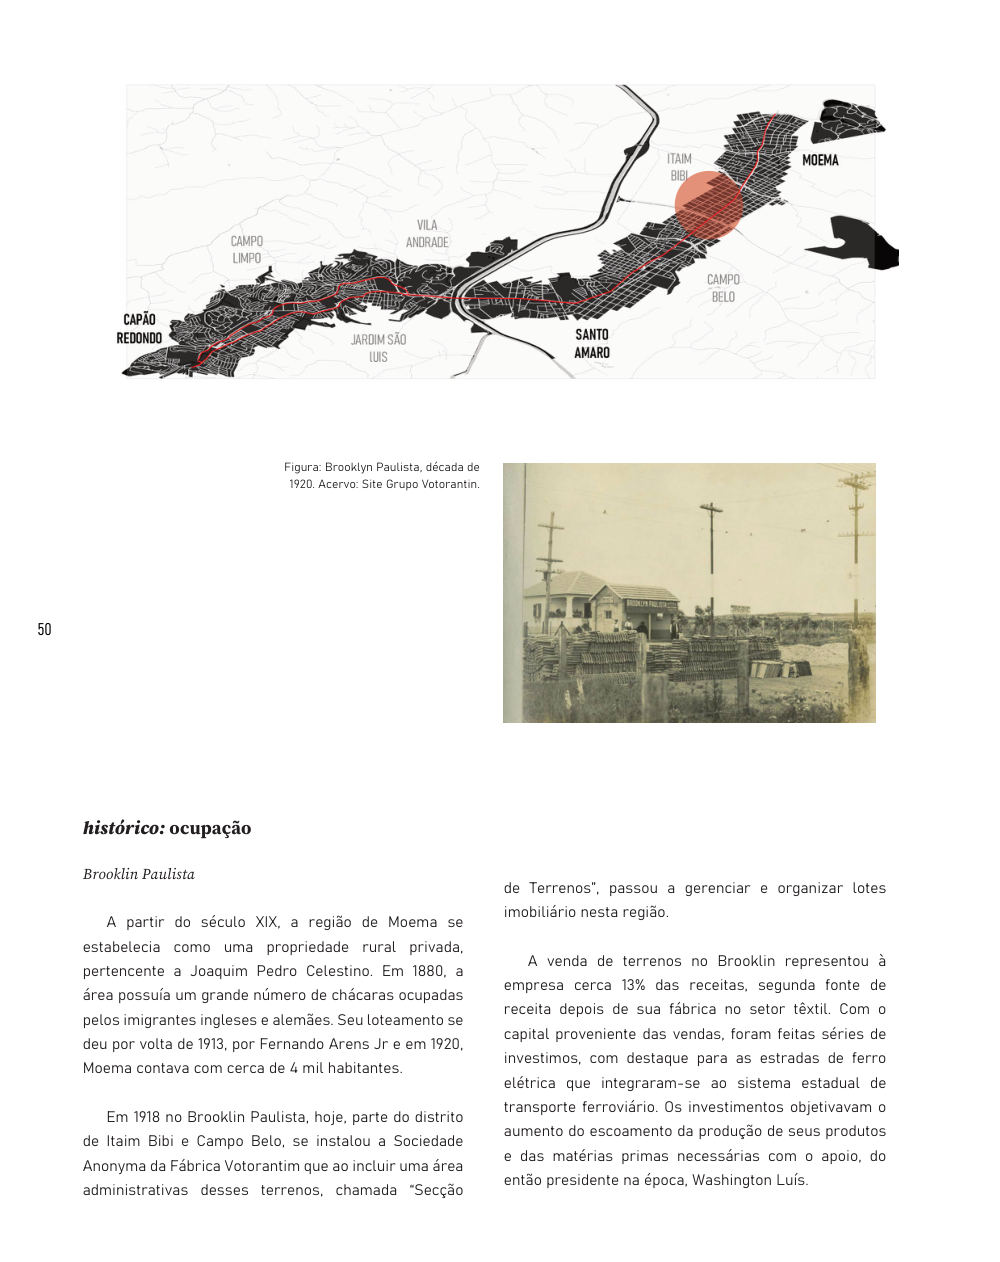 ITAIM
BIBI
MOEMA
VILA
ANDRADE
CAMPO
LIMPO
CAMPO
BELO
CAPÃO
REDONDO
JARDIM SÃO
LUIS
SANTO
AMARO
Figura: Brooklyn Paulista, década de
1920. Acervo: Site Grupo Votorantin.
BROOKLYN PAULISTA
50
histórico: ocupação
Brooklin Paulista
A partir do século XIX, a região de Moema se
estabelecia como uma propriedade rural privada,
pertencente a Joaquim Pedro Celestino. Em 1880, a
área possuía um grande número de chácaras ocupadas
pelos imigrantes ingleses e alemães. Seu loteamento se
deu por volta de 1913, por Fernando Arens Jr e em 1920,
Moema contava com cerca de 4 mil habitantes.
Em 1918 no Brooklin Paulista, hoje, parte do distrito
de Itaim Bibi e Campo Belo, se instalou a Sociedade
Anonyma da Fábrica Votorantim que ao incluir uma área
administrativas desses terrenos, chamada “Secção
de Terrenos”, passou a gerenciar e organizar lotes
imobiliário nesta região.
A venda de terrenos no Brooklin representou à
empresa cerca 13% das receitas, segunda fonte de
receita depois de sua fábrica no setor têxtil. Com o
capital proveniente das vendas, foram feitas séries de
investimos, com destaque para as estradas de ferro
elétrica que integraram-se ao sistema estadual de
transporte ferroviário. Os investimentos objetivavam o
aumento do escoamento da produção de seus produtos
e das matérias primas necessárias com o apoio, do
então presidente na época, Washington Luís.